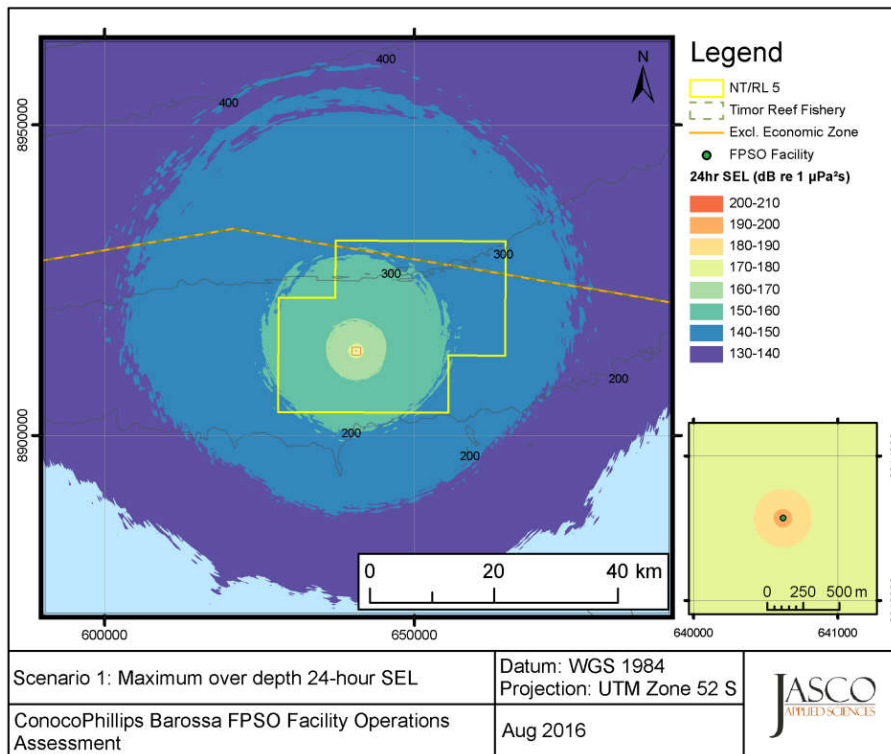 400
400
300
300
200
200
200
N
8950000
8900000
600000
650000
0 20 40 km
Legend
NT/RL 5
Timor Reef Fishery
Excl. Economic Zone
FPSO Facility
24hr SEL (dB re 1 µPa²s)
200-210
190-200
180-190
170-180
160-170
150-160
140-150
130-140
0 250 500 m
640000 641000
Scenario 1: Maximum over depth 24-hour SEL
Datum: WGS 1984
Projection: UTM Zone 52 S
ConocoPhillips Barossa FPSO Facility Operations
Assessment
Aug 2016
JASCO
APPLIED SCIENCES